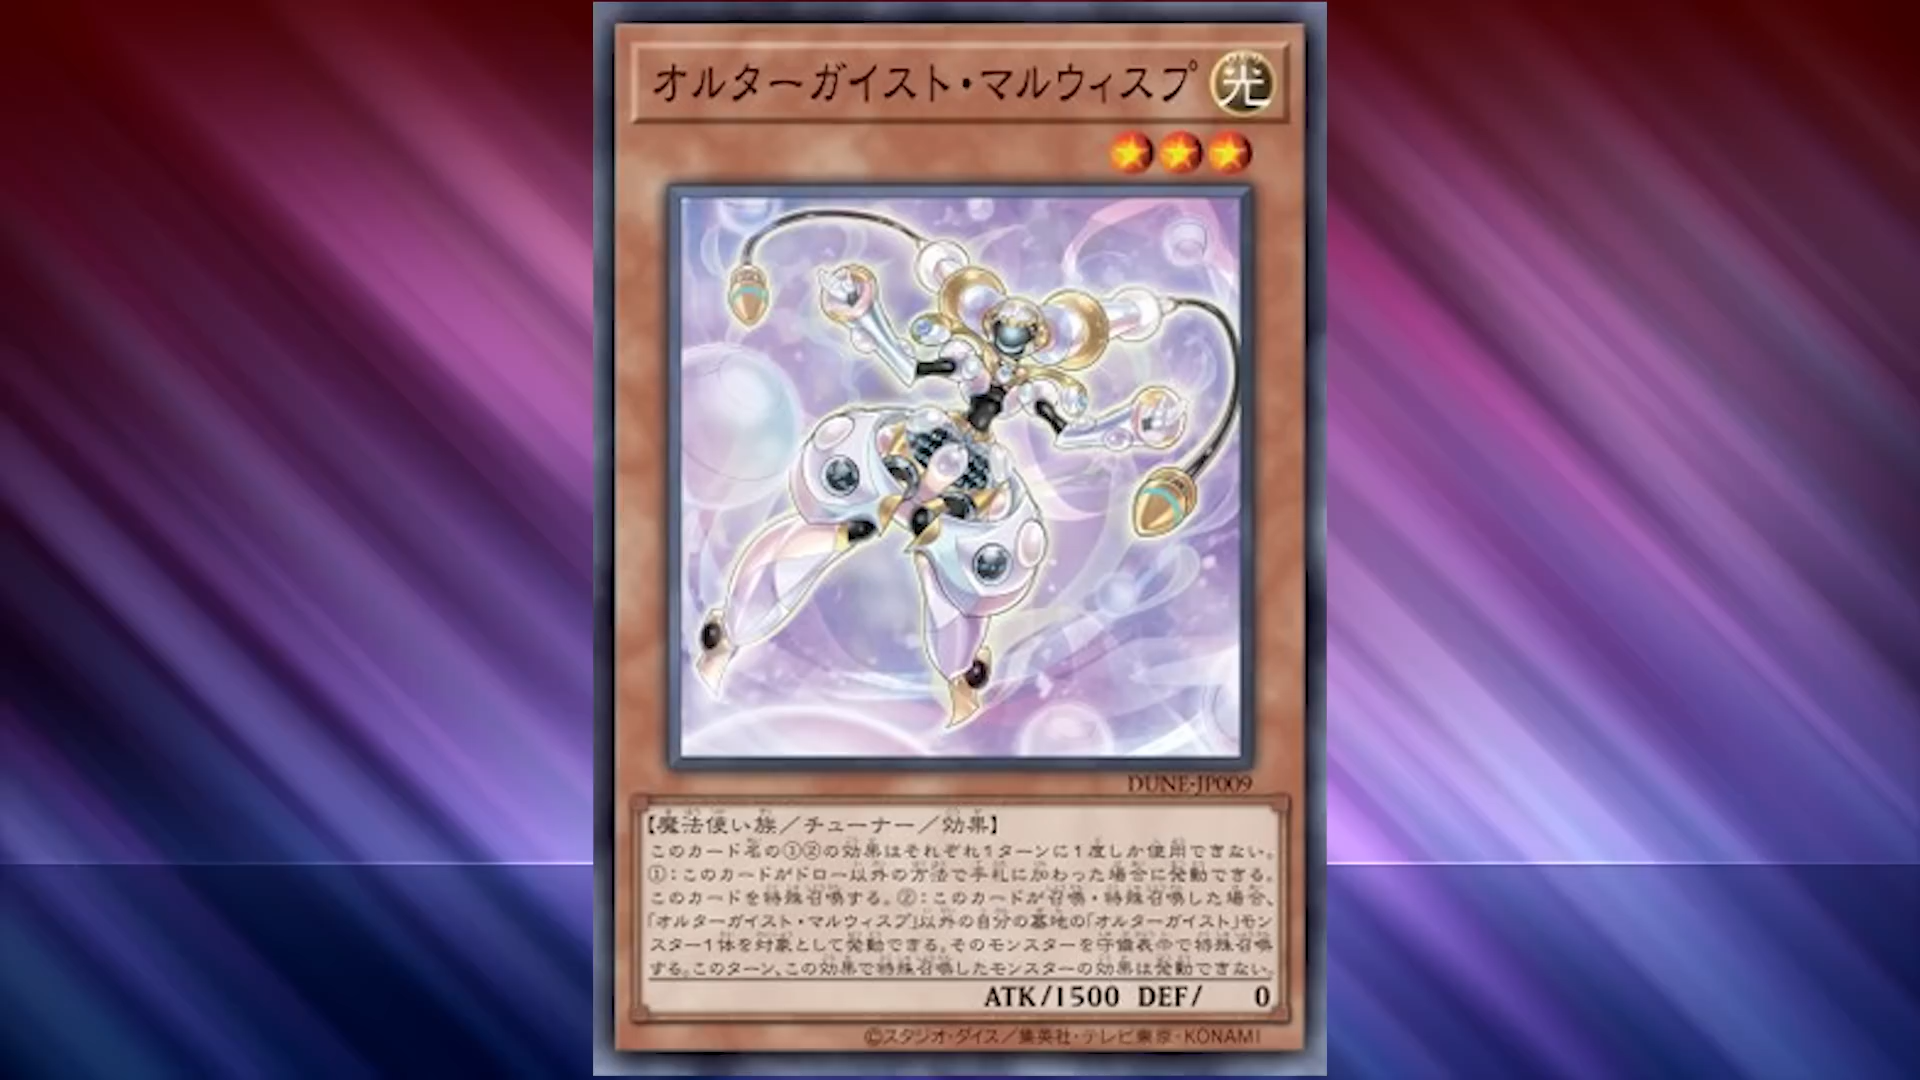 オルターガイスト・マルウィスプ
光
DUNE-JP009
【魔法使い族／チューナー／効果】
このカード名の①②の効果はそれぞれ１ターンに１度しか使用できない。
①：このカードがドロー以外の方法で手札に加わった場合に発動できる。
このカードを特殊召喚する。②：このカードが召喚・特殊召喚した場合、
「オルターガイスト・マルウィスプ」以外の自分の墓地の「オルターガイスト」モン
スター１体を対象として発動できる。そのモンスターを守備表示で特殊召喚
する。このターン、この効果で特殊召喚したモンスターの効果は発動できない。
ATK/1500 DEF/ 0
©スタジオ・ダイス／集英社・テレビ東京・KONAMI